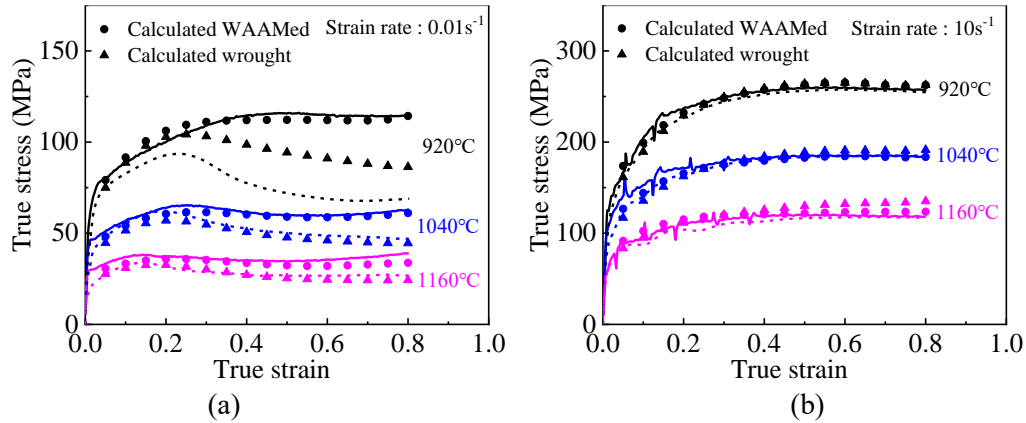 Calculated WAAMed Strain rate : 0.01s⁻¹
Calculated wrought
150
100
50
0
920℃
1040℃
1160℃
0.0 0.2 0.4 0.6 0.8 1.0
True strain
True stress (MPa)
(a)
Calculated WAAMed
Calculated wrought Strain rate : 10s⁻¹
300
200
100
0
920℃
1040℃
1160℃
0.0 0.2 0.4 0.6 0.8 1.0
True strain
True stress (MPa)
(b)